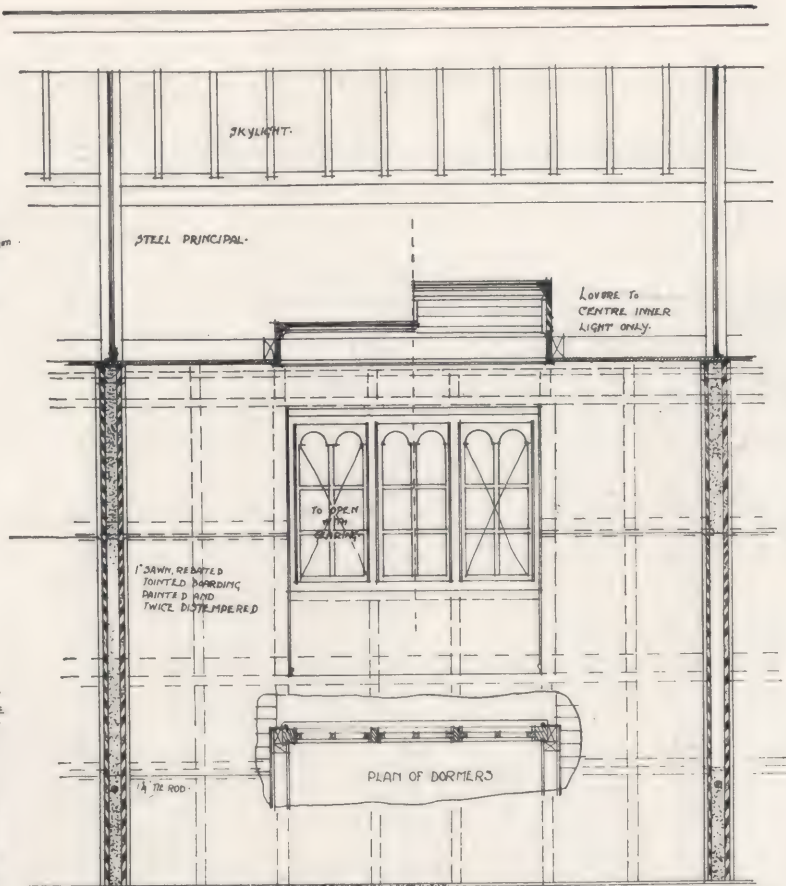 SKYLIGHT.
STEEL PRINCIPAL.
LOUVRE TO
CENTRE INNER
LIGHT ONLY.
TO OPEN
WITH
1" SAWN, REBATED
JOINTED BOARDING
PAINTED AND
TWICE DISTEMPERED
PLAN OF DORMERS
TIE ROD.